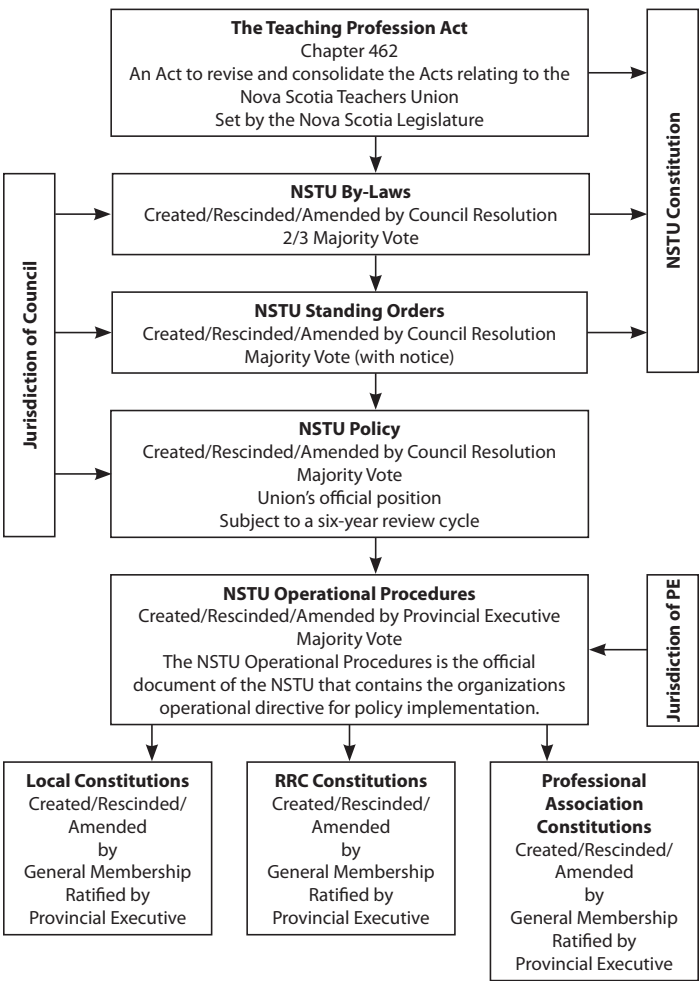 The Teaching Profession Act
Chapter 462
An Act to revise and consolidate the Acts relating to the
Nova Scotia Teachers Union
Set by the Nova Scotia Legislature
NSTU Constitution
Jurisdiction of Council
NSTU By-Laws
Created/Rescinded/Amended by Council Resolution
2/3 Majority Vote
NSTU Standing Orders
Created/Rescinded/Amended by Council Resolution
Majority Vote (with notice)
NSTU Policy
Created/Rescinded/Amended by Council Resolution
Majority Vote
Union's official position
Subject to a six-year review cycle
NSTU Operational Procedures
Created/Rescinded/Amended by Provincial Executive
Majority Vote
The NSTU Operational Procedures is the official
document of the NSTU that contains the organizations
operational directive for policy implementation.
Jurisdiction of PE
Local Constitutions
Created/Rescinded/
Amended
by
General Membership
Ratified by
Provincial Executive
RRC Constitutions
Created/Rescinded/
Amended
by
General Membership
Ratified by
Provincial Executive
Professional
Association
Constitutions
Created/Rescinded/
Amended
by
General Membership
Ratified by
Provincial Executive